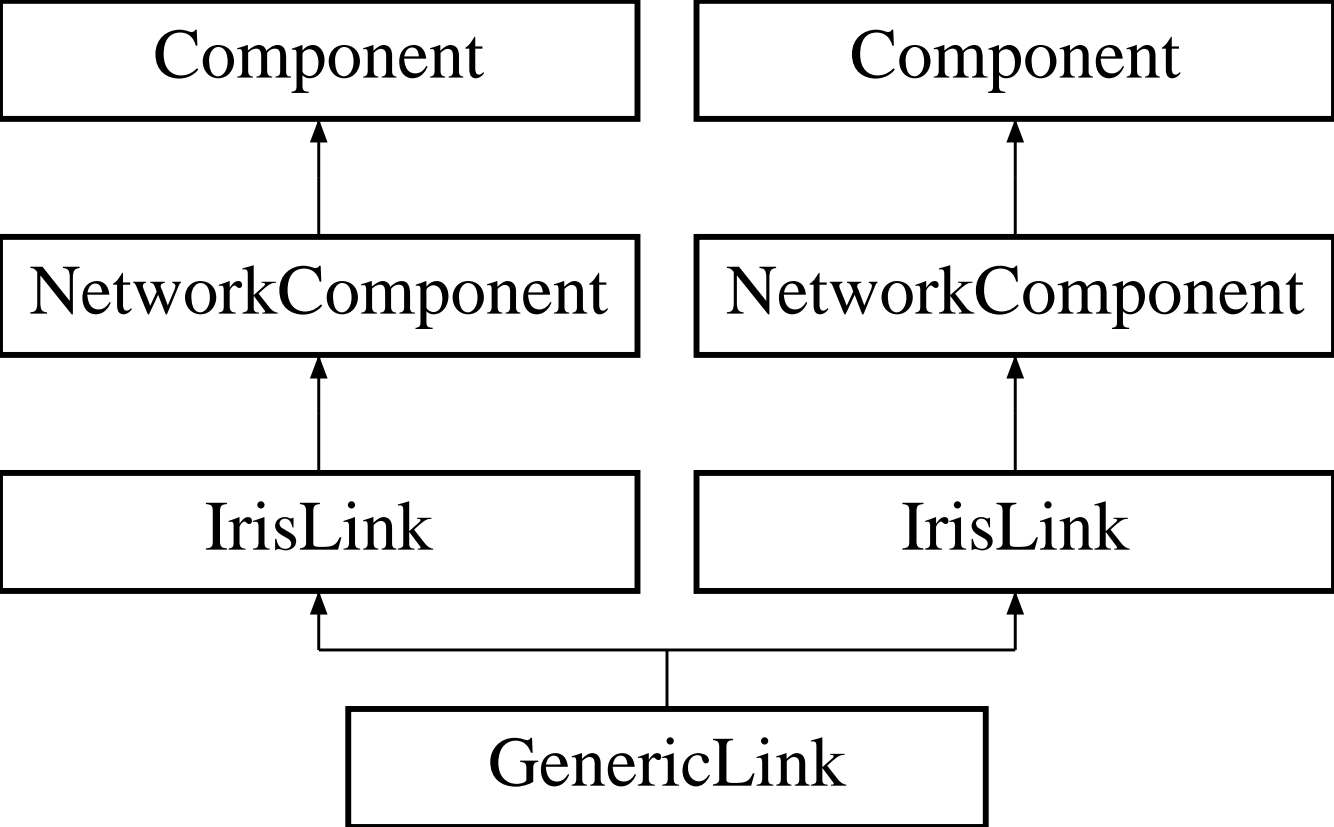 Component
Component
NetworkComponent
NetworkComponent
IrisLink
IrisLink
GenericLink